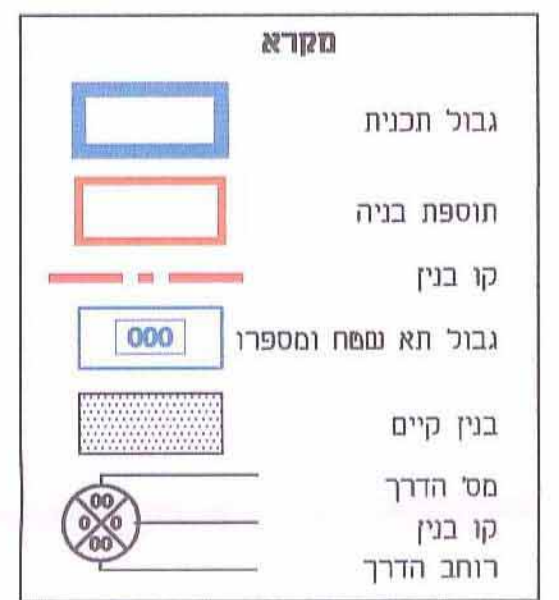 מקרא
גבול תכנית
תוספת בניה
קו בנין
גבול תא שטח ומספרו 000
בנין קיים
מס' הדרך
קו בנין
רוחב הדרך
00
0 0
00